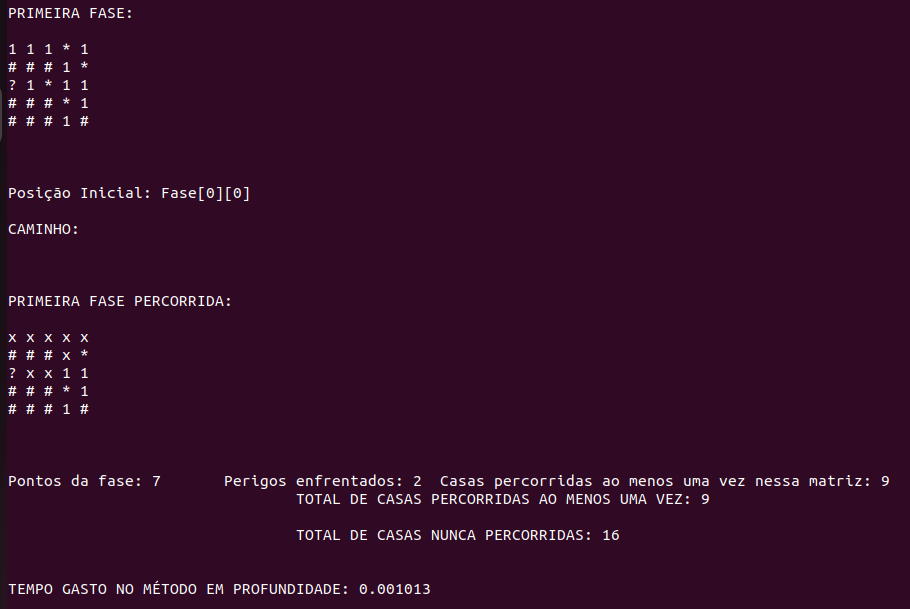 PRIMEIRA FASE:
1 1 1 * 1
# # # 1 *
? 1 * 1 1
# # # * 1
# # # 1 #
Posição Inicial: Fase[0][0]
CAMINHO:
PRIMEIRA FASE PERCORRIDA:
x x x x x
# # # x *
? x x 1 1
# # # * 1
# # # 1 #
Pontos da fase: 7 Perigos enfrentados: 2 Casas percorridas ao menos uma vez nessa matriz: 9
TOTAL DE CASAS PERCORRIDAS AO MENOS UMA VEZ: 9
TOTAL DE CASAS NUNCA PERCORRIDAS: 16
TEMPO GASTO NO MÉTODO EM PROFUNDIDADE: 0.001013